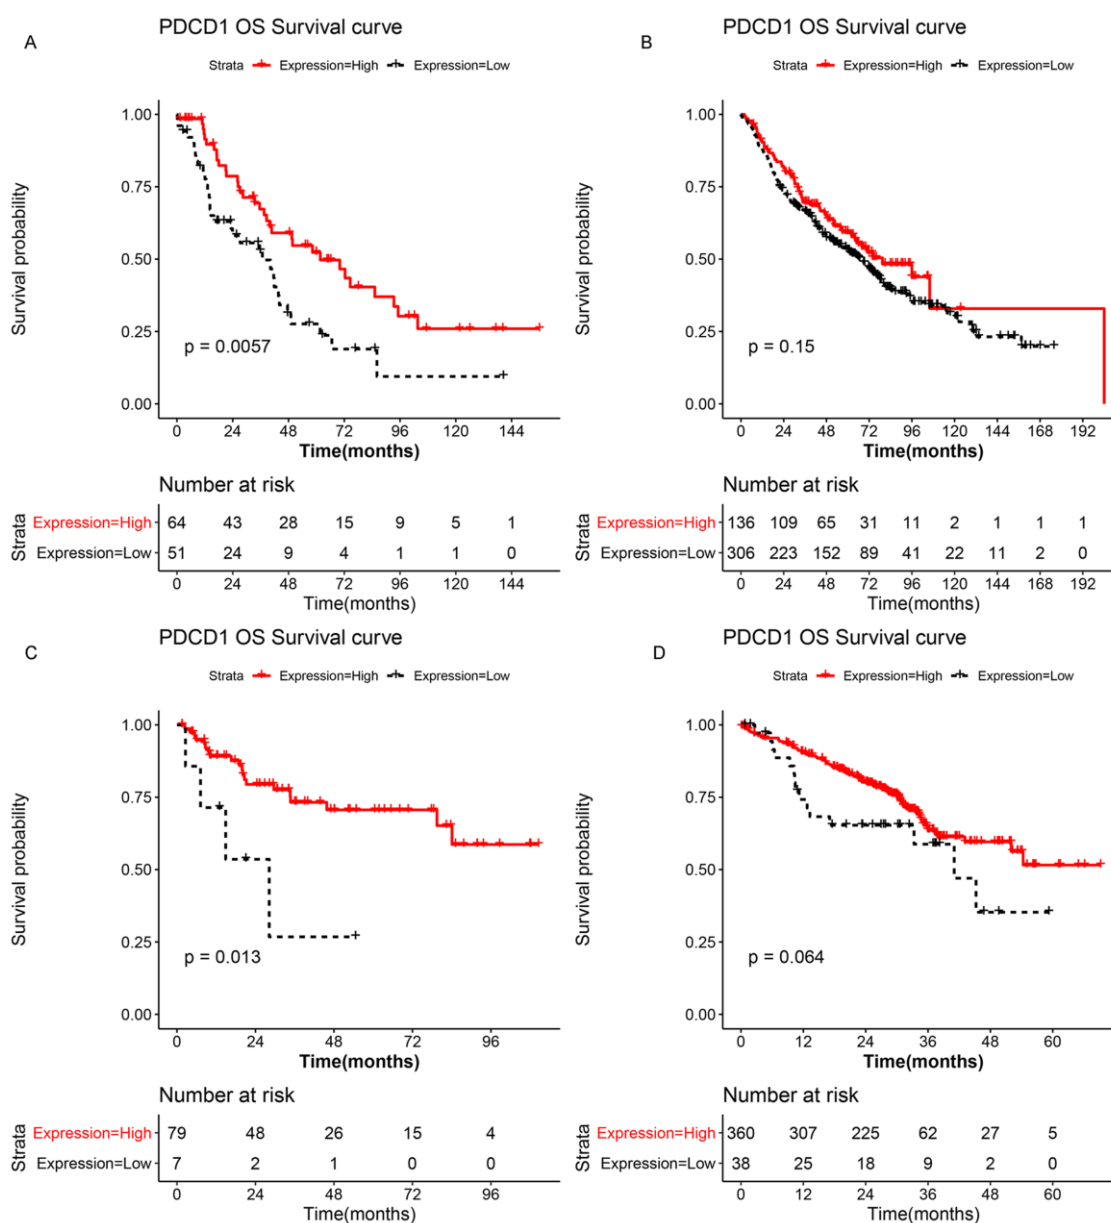 A
PDCD1 OS Survival curve
Strata Expression=High Expression=Low
Survival probability
1.00
0.75
0.50
0.25
0.00
p = 0.0057
0 24 48 72 96 120 144
Time(months)
Number at risk
Strata
Expression=High 64 43 28 15 9 5 1
Expression=Low 51 24 9 4 1 1 0
0 24 48 72 96 120 144
Time(months)
B
PDCD1 OS Survival curve
Strata Expression=High Expression=Low
Survival probability
1.00
0.75
0.50
0.25
0.00
p = 0.15
0 24 48 72 96 120 144 168 192
Time(months)
Number at risk
Strata
Expression=High 136 109 65 31 11 2 1 1 1
Expression=Low 306 223 152 89 41 22 11 2 0
0 24 48 72 96 120 144 168 192
Time(months)
C
PDCD1 OS Survival curve
Strata Expression=High Expression=Low
Survival probability
1.00
0.75
0.50
0.25
0.00
p = 0.013
0 24 48 72 96
Time(months)
Number at risk
Strata
Expression=High 79 48 26 15 4
Expression=Low 7 2 1 0 0
0 24 48 72 96
Time(months)
D
PDCD1 OS Survival curve
Strata Expression=High Expression=Low
Survival probability
1.00
0.75
0.50
0.25
0.00
p = 0.064
0 12 24 36 48 60
Time(months)
Number at risk
Strata
Expression=High 360 307 225 62 27 5
Expression=Low 38 25 18 9 2 0
0 12 24 36 48 60
Time(months)